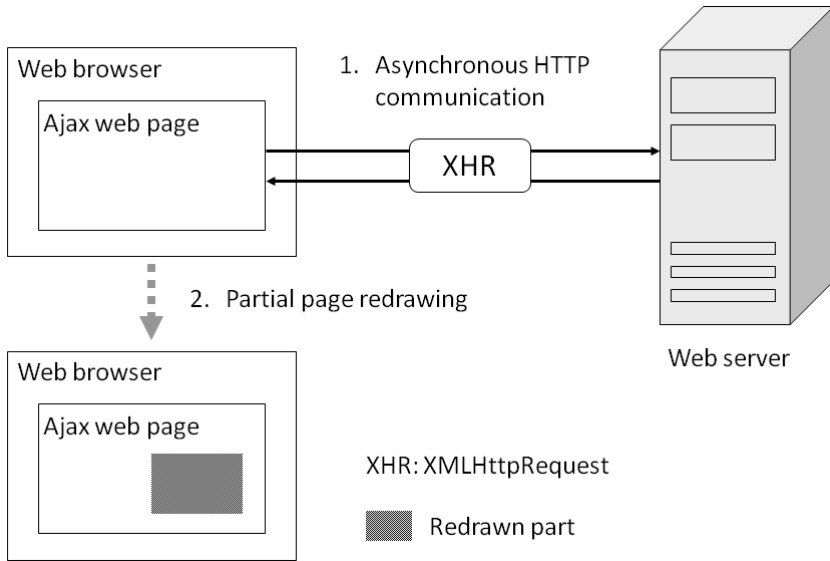 Web browser
Ajax web page
1. Asynchronous HTTP
communication
XHR
Web server
2. Partial page redrawing
Web browser
Ajax web page
XHR: XMLHttpRequest
Redrawn part